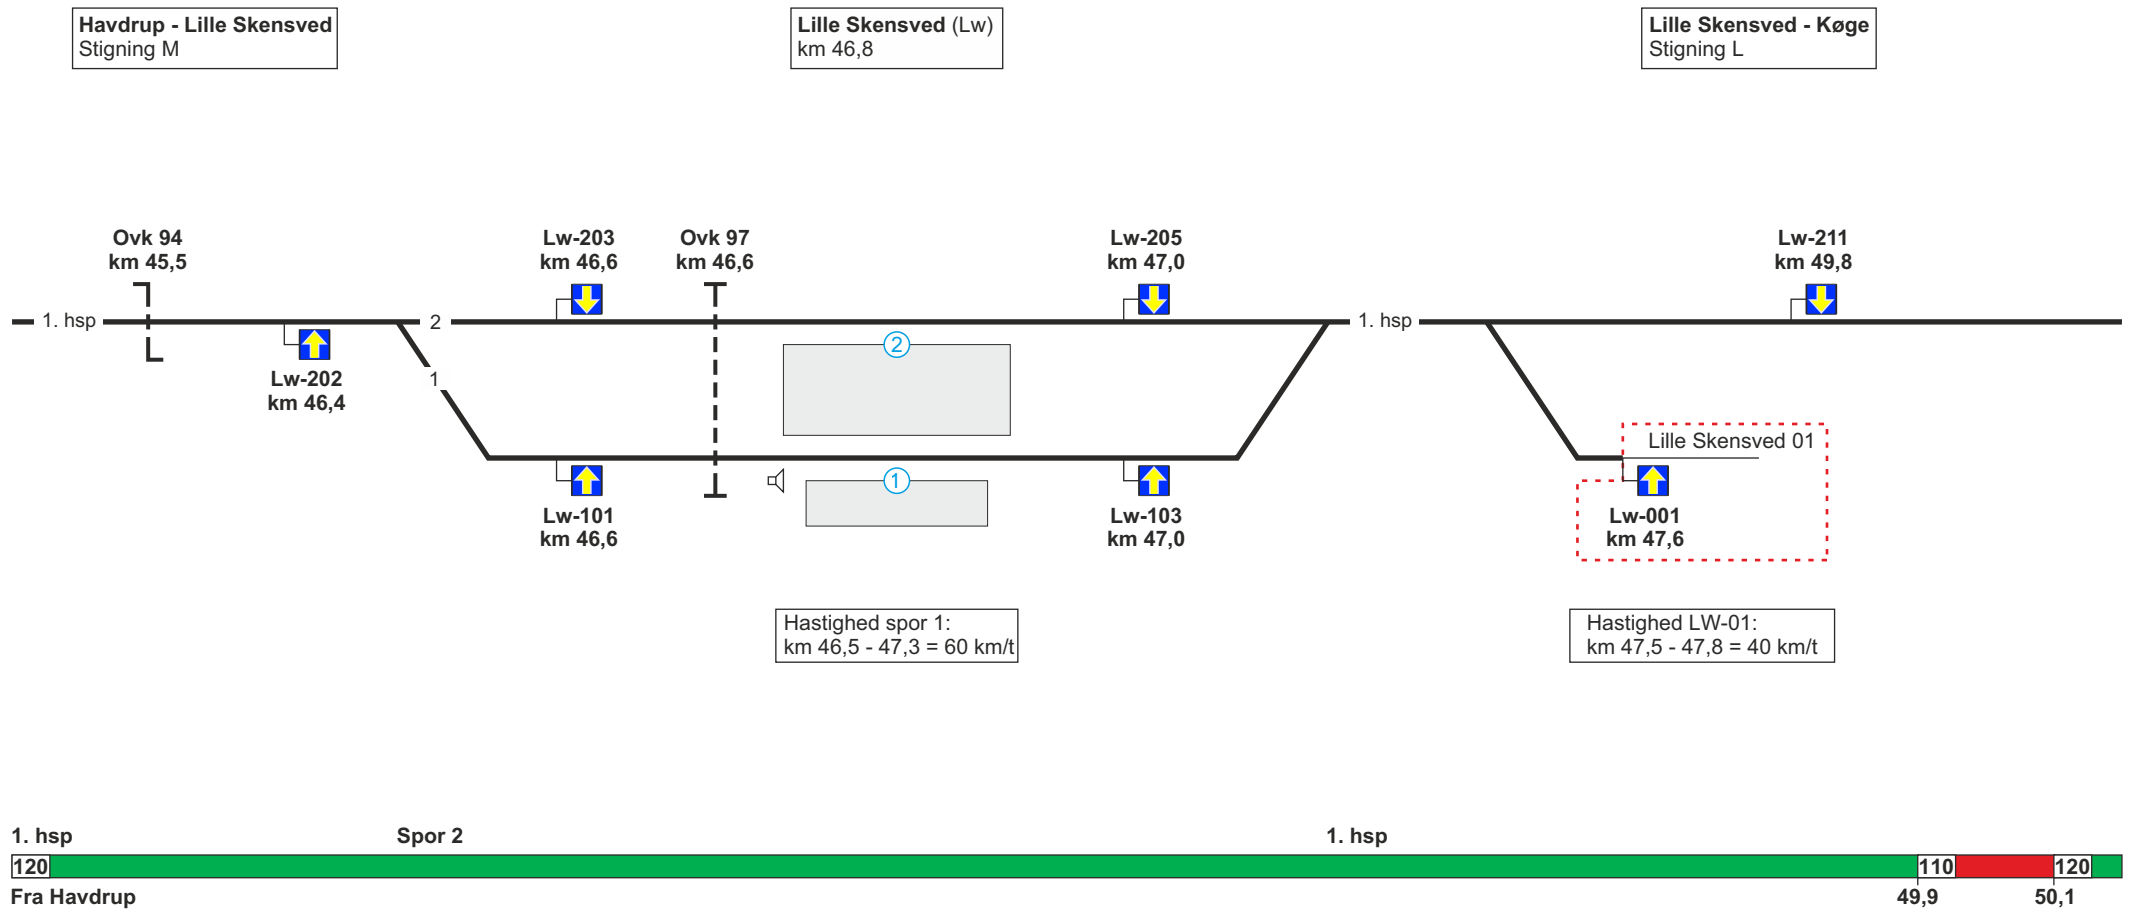 Havdrup - Lille Skensved
Stigning M
Lille Skensved (Lw)
km 46,8
Lille Skensved - Køge
Stigning L
Ovk 94
km 45,5
Lw-203
km 46,6
Ovk 97
km 46,6
Lw-205
km 47,0
Lw-211
km 49,8
1. hsp
2
1. hsp
2
Lw-202
km 46,4
1
Lille Skensved 01
1
Lw-101
km 46,6
Lw-103
km 47,0
Lw-001
km 47,6
Hastighed spor 1:
km 46,5 - 47,3 = 60 km/t
Hastighed LW-01:
km 47,5 - 47,8 = 40 km/t
1. hsp
Spor 2
1. hsp
120
110
120
Fra Havdrup
49,9
50,1